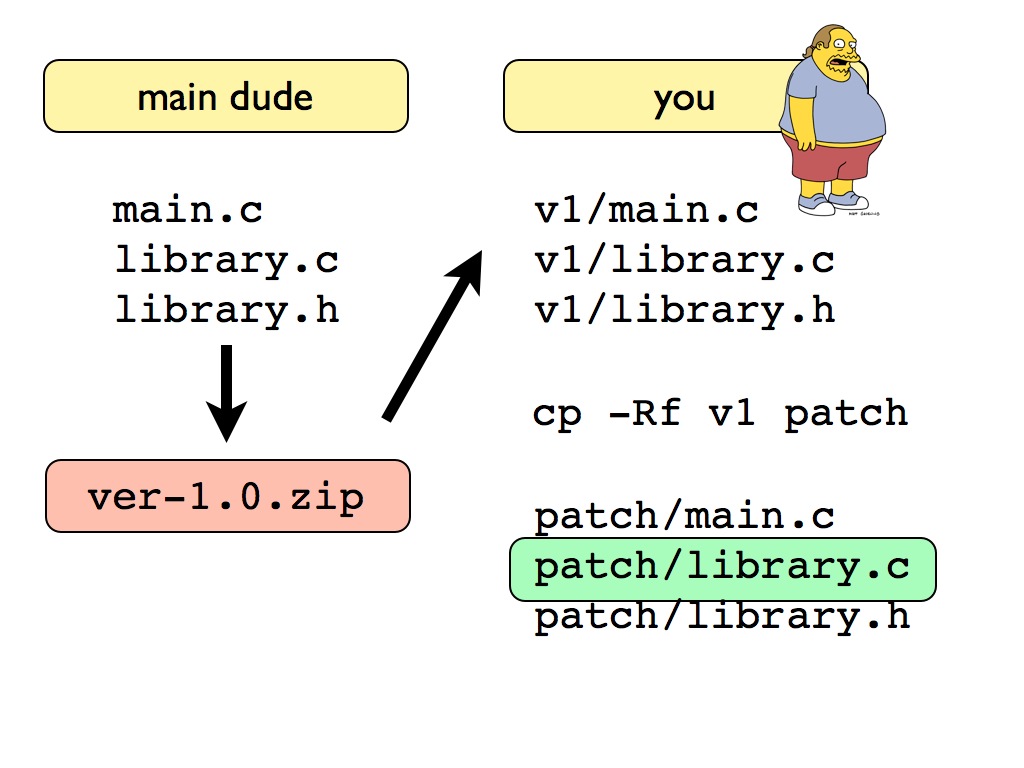 main dude
main.c
library.c
library.h
ver-1.0.zip
you
v1/main.c
v1/library.c
v1/library.h
cp -Rf v1 patch
patch/main.c
patch/library.c
patch/library.h